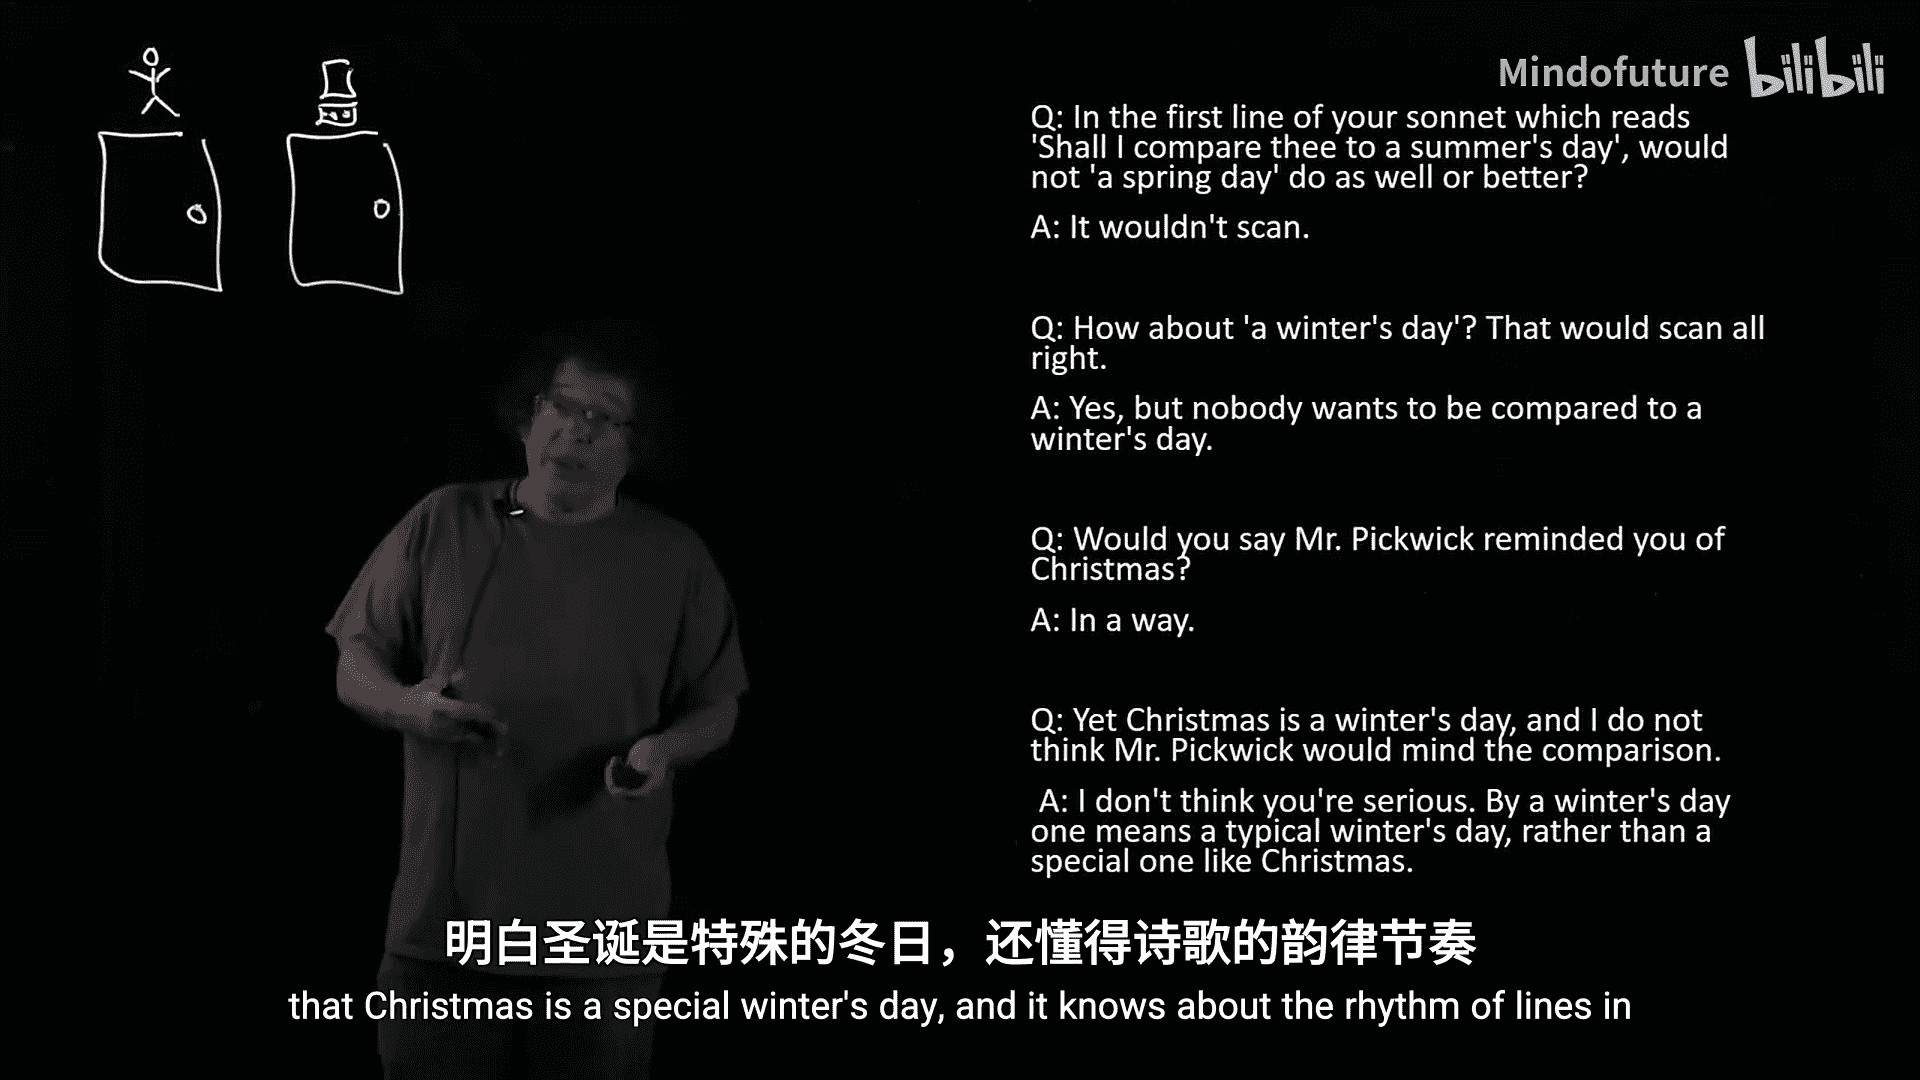 Mindofuture bilibili
Q: In the first line of your sonnet which reads
'Shall I compare thee to a summer's day', would
not 'a spring day' do as well or better?
A: It wouldn't scan.
Q: How about 'a winter's day'? That would scan all
right.
A: Yes, but nobody wants to be compared to a
winter's day.
Q: Would you say Mr. Pickwick reminded you of
Christmas?
A: In a way.
Q: Yet Christmas is a winter's day, and I do not
think Mr. Pickwick would mind the comparison.
A: I don't think you're serious. By a winter's day
one means a typical winter's day, rather than a
special one like Christmas.
明白圣诞是特殊的冬日，还懂得诗歌的韵律节奏
that Christmas is a special winter's day, and it knows about the rhythm of lines in